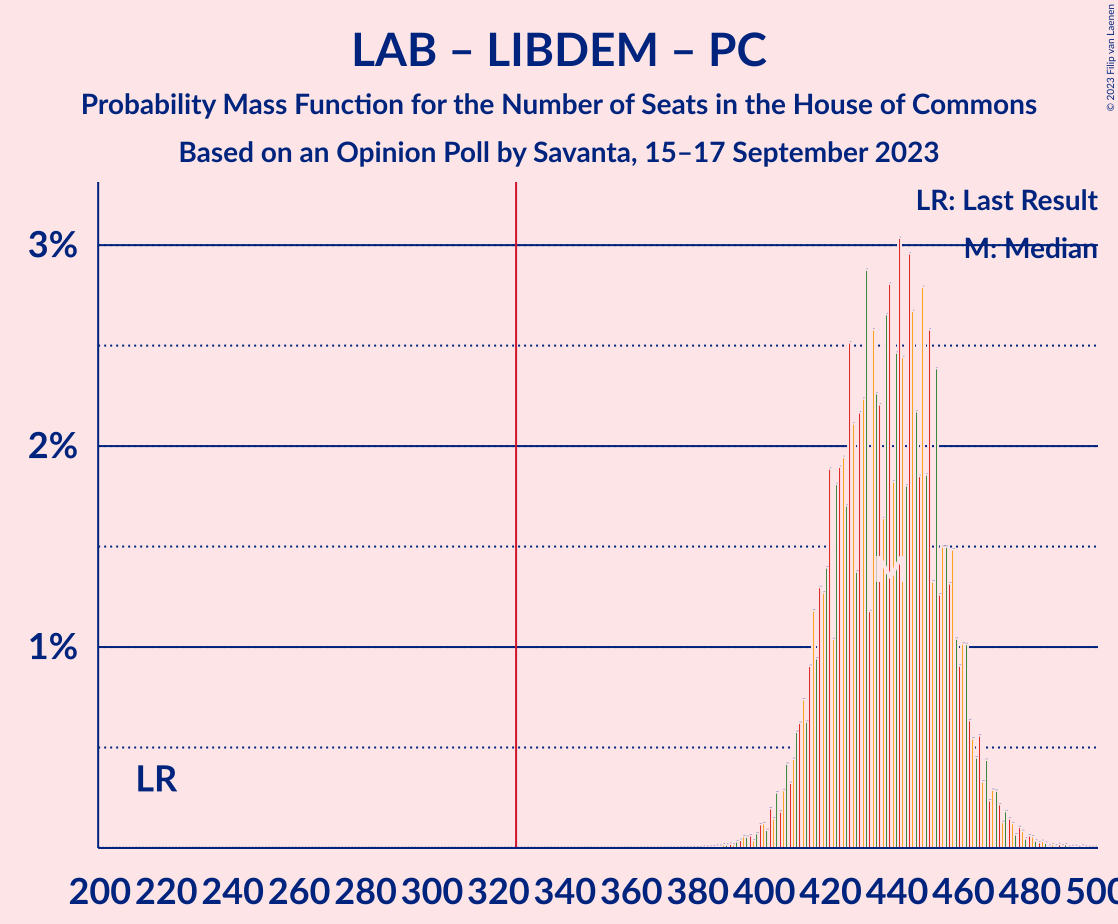 LAB – LIBDEM – PC
Probability Mass Function for the Number of Seats in the House of Commons
Based on an Opinion Poll by Savanta, 15–17 September 2023
© 2023 Filip van Laenen
LR: Last Result
M: Median
3%
2%
1%
M
LR
200 220 240 260 280 300 320 340 360 380 400 420 440 460 480 500